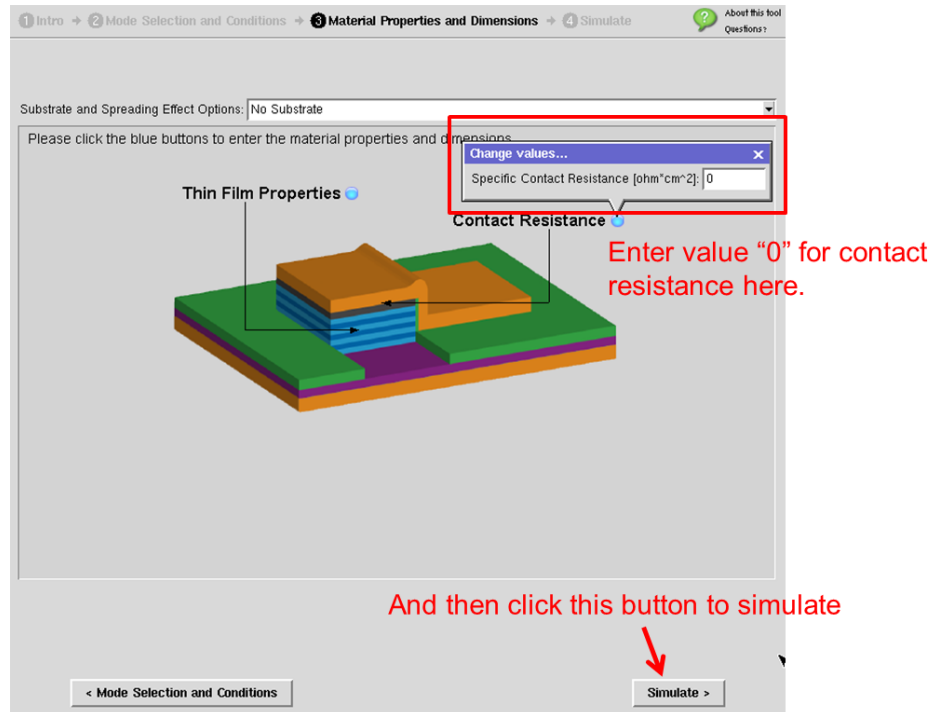 1 Intro → 2 Mode Selection and Conditions → 3 Material Properties and Dimensions → 4 Simulate
? About this tool
Questions?
Substrate and Spreading Effect Options: No Substrate
Please click the blue buttons to enter the material properties and dimensions
Change values... x
Specific Contact Resistance [ohm*cm^2]: 0
Thin Film Properties
Contact Resistance
Enter value “0” for contact
resistance here.
And then click this button to simulate
< Mode Selection and Conditions
Simulate >